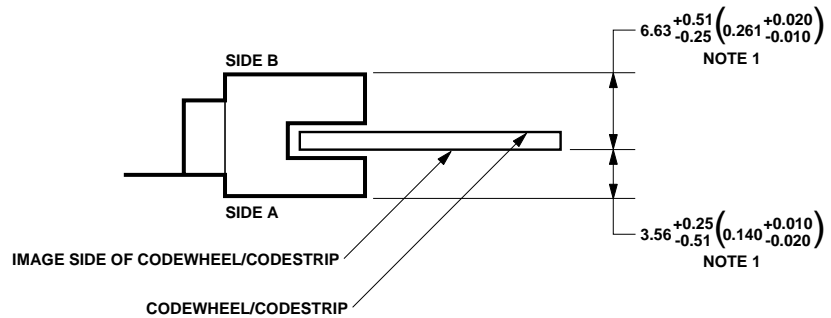 6.63 +0.51 -0.25 (0.261 +0.020 -0.010)
NOTE 1
SIDE B
SIDE A
3.56 +0.25 -0.51 (0.140 +0.010 -0.020)
NOTE 1
IMAGE SIDE OF CODEWHEEL/CODESTRIP
CODEWHEEL/CODESTRIP